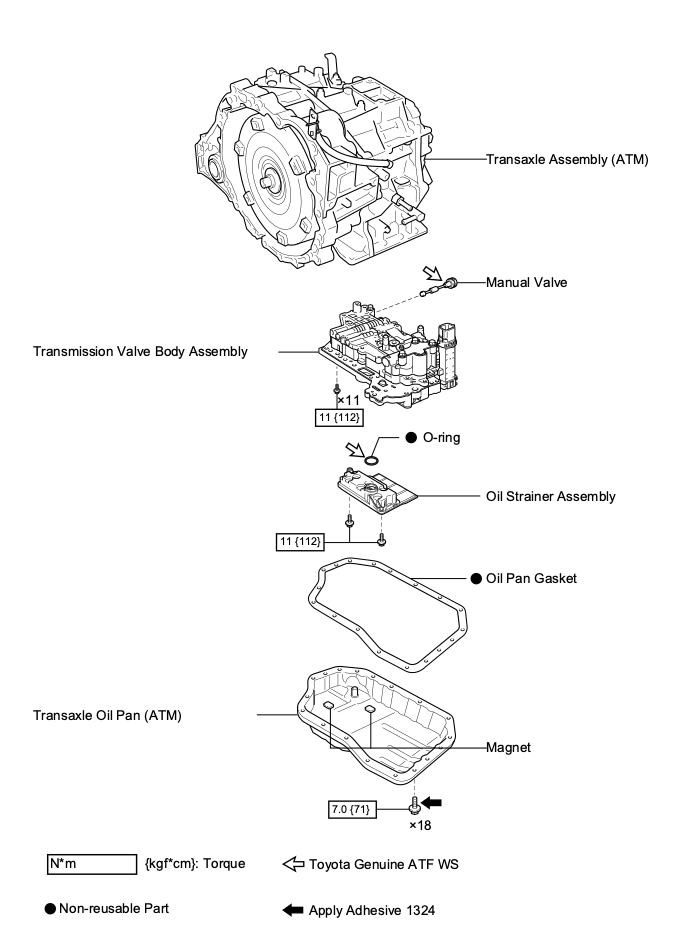 Transaxle Assembly (ATM)
Manual Valve
Transmission Valve Body Assembly
×11
11 {112}
● O-ring
Oil Strainer Assembly
11 {112}
● Oil Pan Gasket
Transaxle Oil Pan (ATM)
Magnet
7.0 {71}
×18
N*m {kgf*cm}: Torque
Toyota Genuine ATF WS
● Non-reusable Part
Apply Adhesive 1324